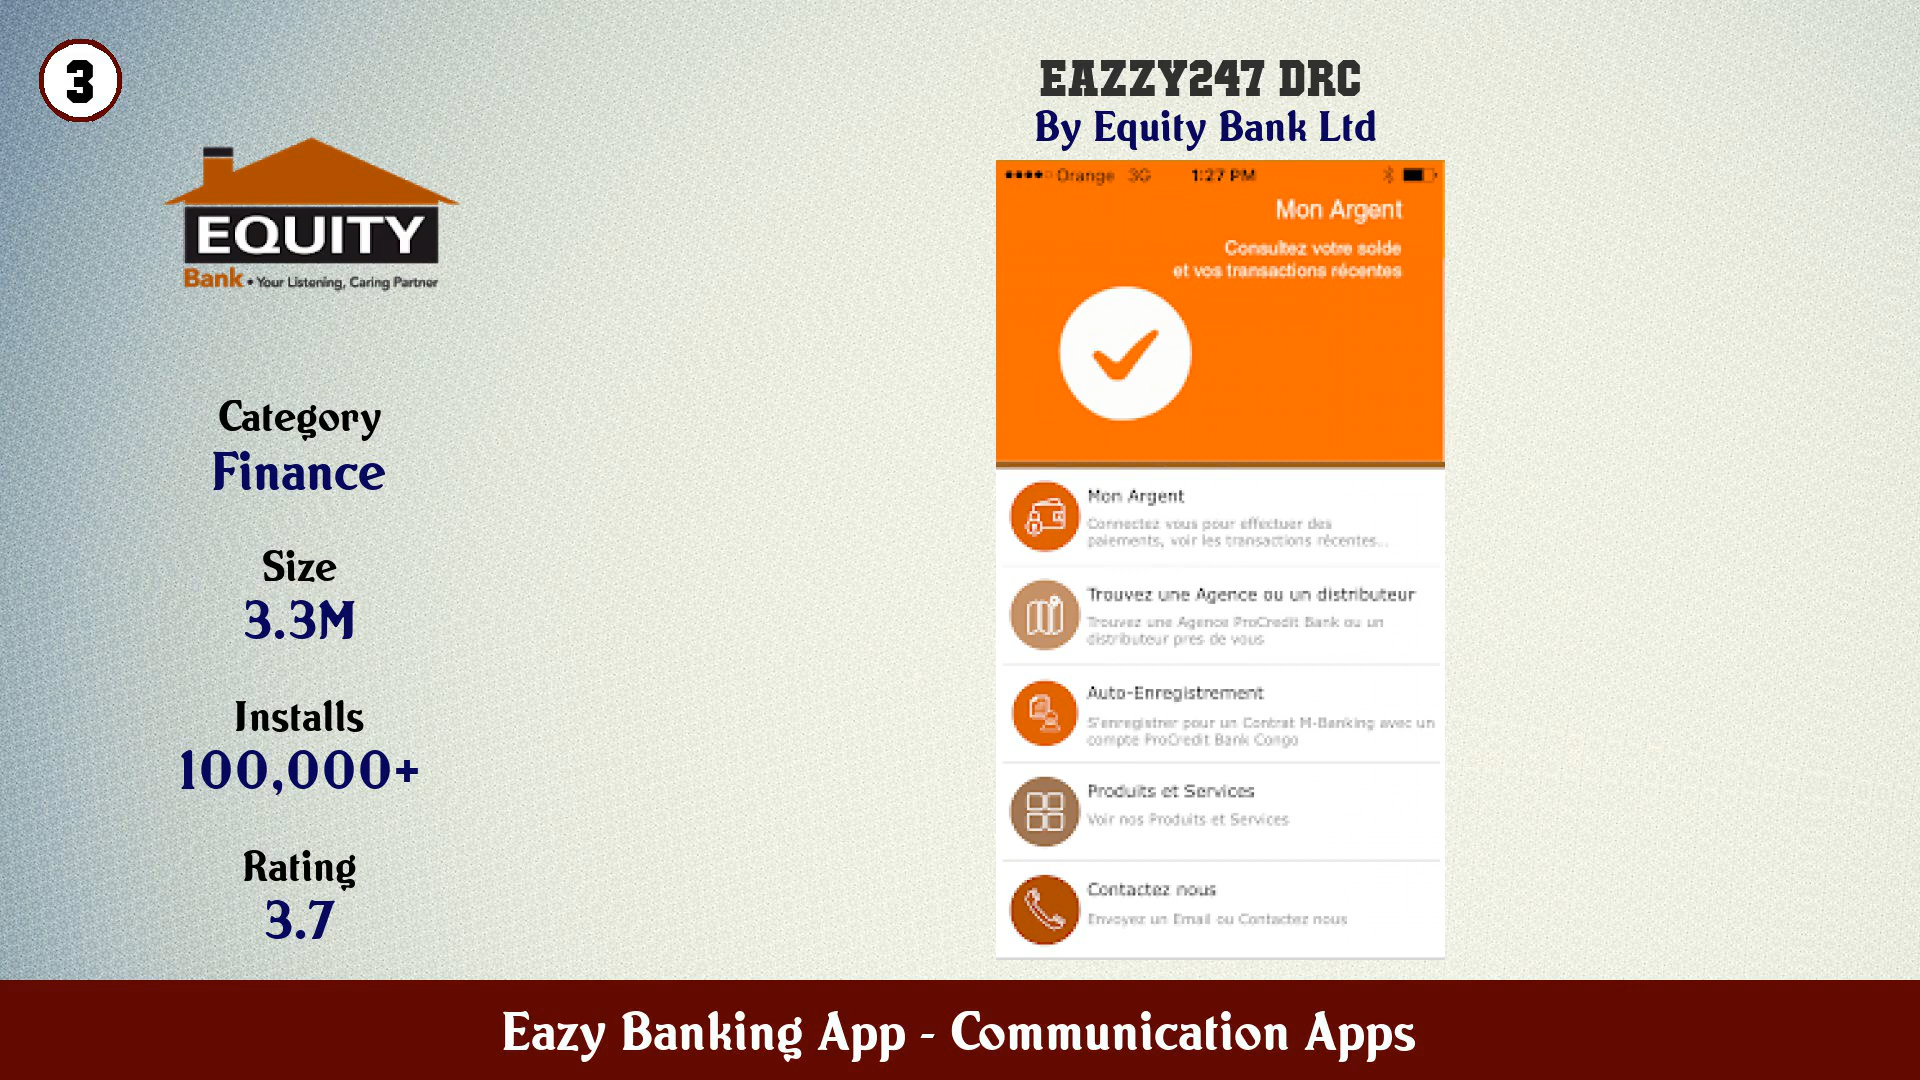 3
EQUITY
Bank • Your Listening, Caring Partner
Category
Finance
Size
3.3M
Installs
100,000+
Rating
3.7
EAZZY247 DRC
By Equity Bank Ltd
Orange 3G 1:27 PM
Mon Argent
Consultez votre solde
et vos transactions récentes
Mon Argent
Connectez vous pour effectuer des
paiements, voir les transactions récentes...
Trouvez une Agence ou un distributeur
Trouvez une Agence ProCredit Bank ou un
distributeur pres de vous
Auto-Enregistrement
S'enregistrer pour un Contrat M-Banking avec un
compte ProCredit Bank Congo
Produits et Services
Voir nos Produits et Services
Contactez nous
Envoyez un Email ou Contactez nous
Eazy Banking App - Communication Apps